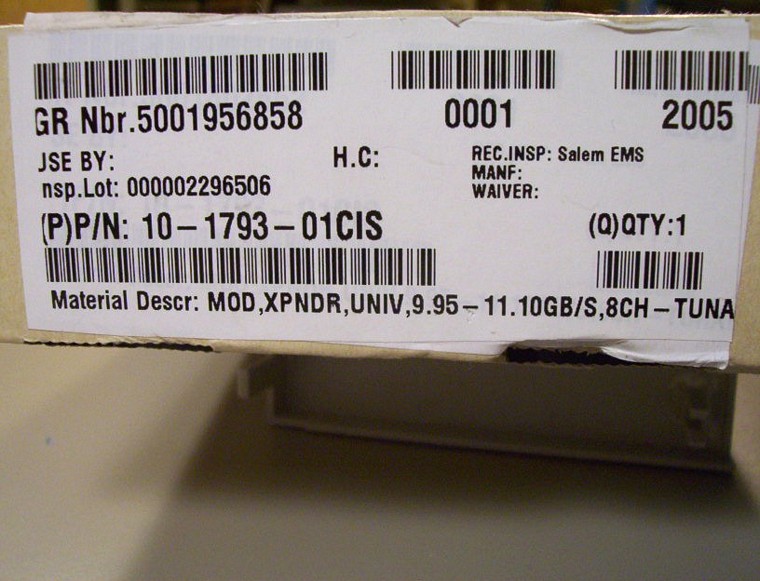 GR Nbr.5001956858 0001 2005
JSE BY: H.C: REC.INSP: Salem EMS
MANF:
nsp.Lot: 000002296506 WAIVER:
(P)P/N: 10-1793-01CIS (Q)QTY:1
Material Descr: MOD,XPNDR,UNIV,9.95-11.10GB/S,8CH-TUNA